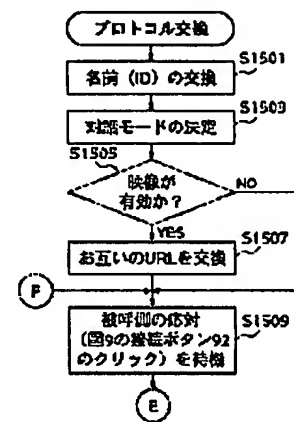 プロトコル交換
S1501
名前（ID）の交換
S1503
対話モードの決定
S1505
映像が
有効か？
NO
YES
S1507
お互いのURLを交換
F
S1509
被呼側の応対
（図9の接続ボタン92
のクリック）を待機
E